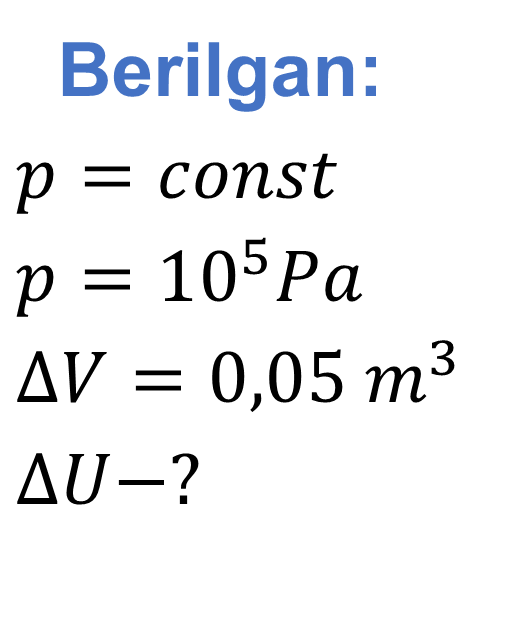 Berilgan:
p = const
p = 10⁵Pa
ΔV = 0,05 m³
ΔU−?